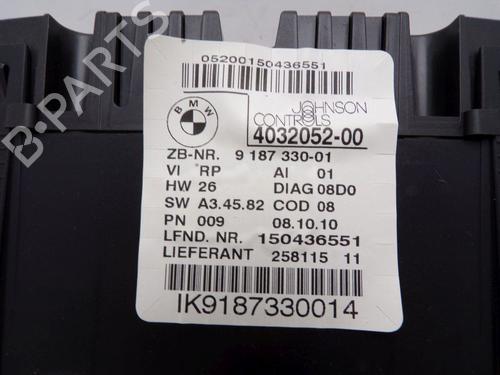 05200150436551
BMW
JOHNSON
CONTROLS
4032052-00
ZB-NR. 9 187 330-01
VI RP AI 01
HW 26 DIAG 08D0
SW A3.45.82 COD 08
PN 009 08.10.10
LFND. NR. 150436551
LIEFERANT 258115 11
IK9187330014
B-PARTS